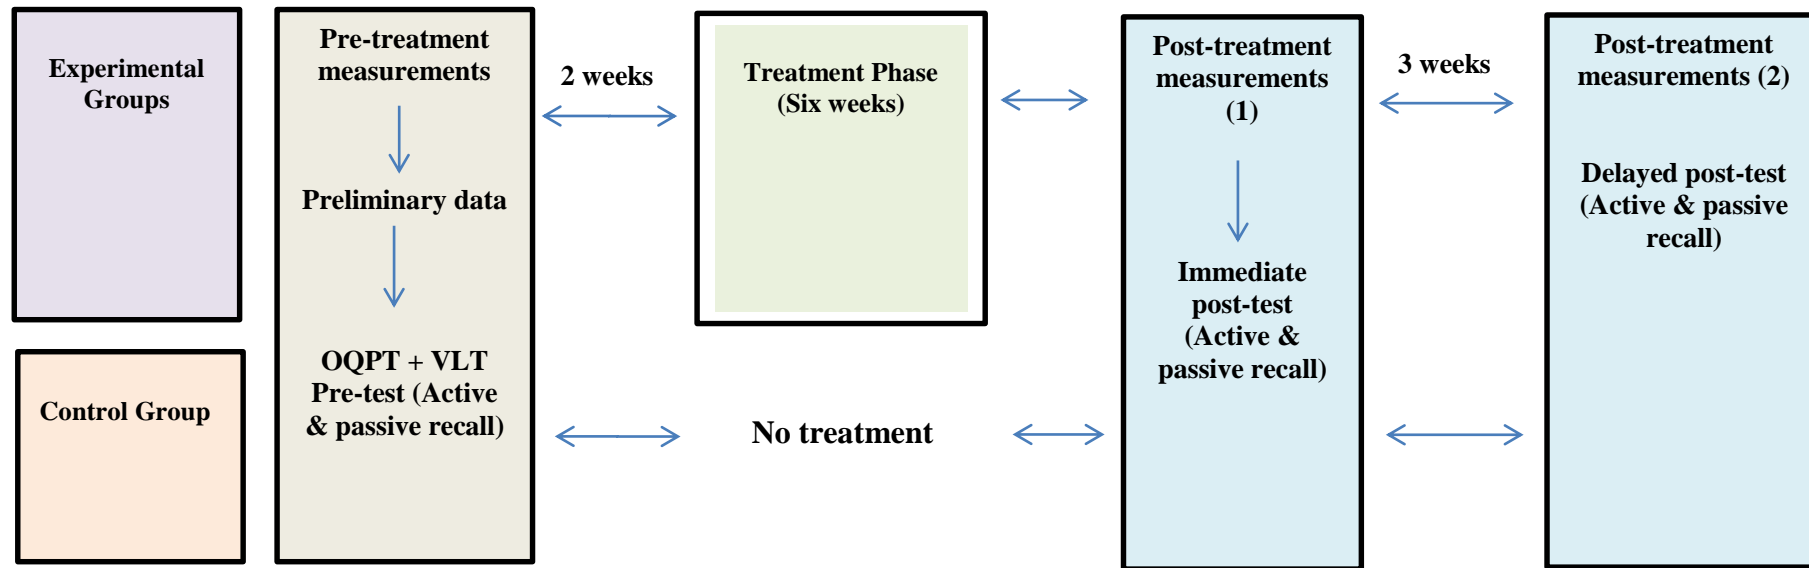 Experimental
Groups
Control Group
Pre-treatment
measurements
Preliminary data
OQPT + VLT
Pre-test (Active
& passive recall)
2 weeks
Treatment Phase
(Six weeks)
No treatment
Post-treatment
measurements
(1)
Immediate
post-test
(Active &
passive recall)
3 weeks
Post-treatment
measurements (2)
Delayed post-test
(Active & passive
recall)